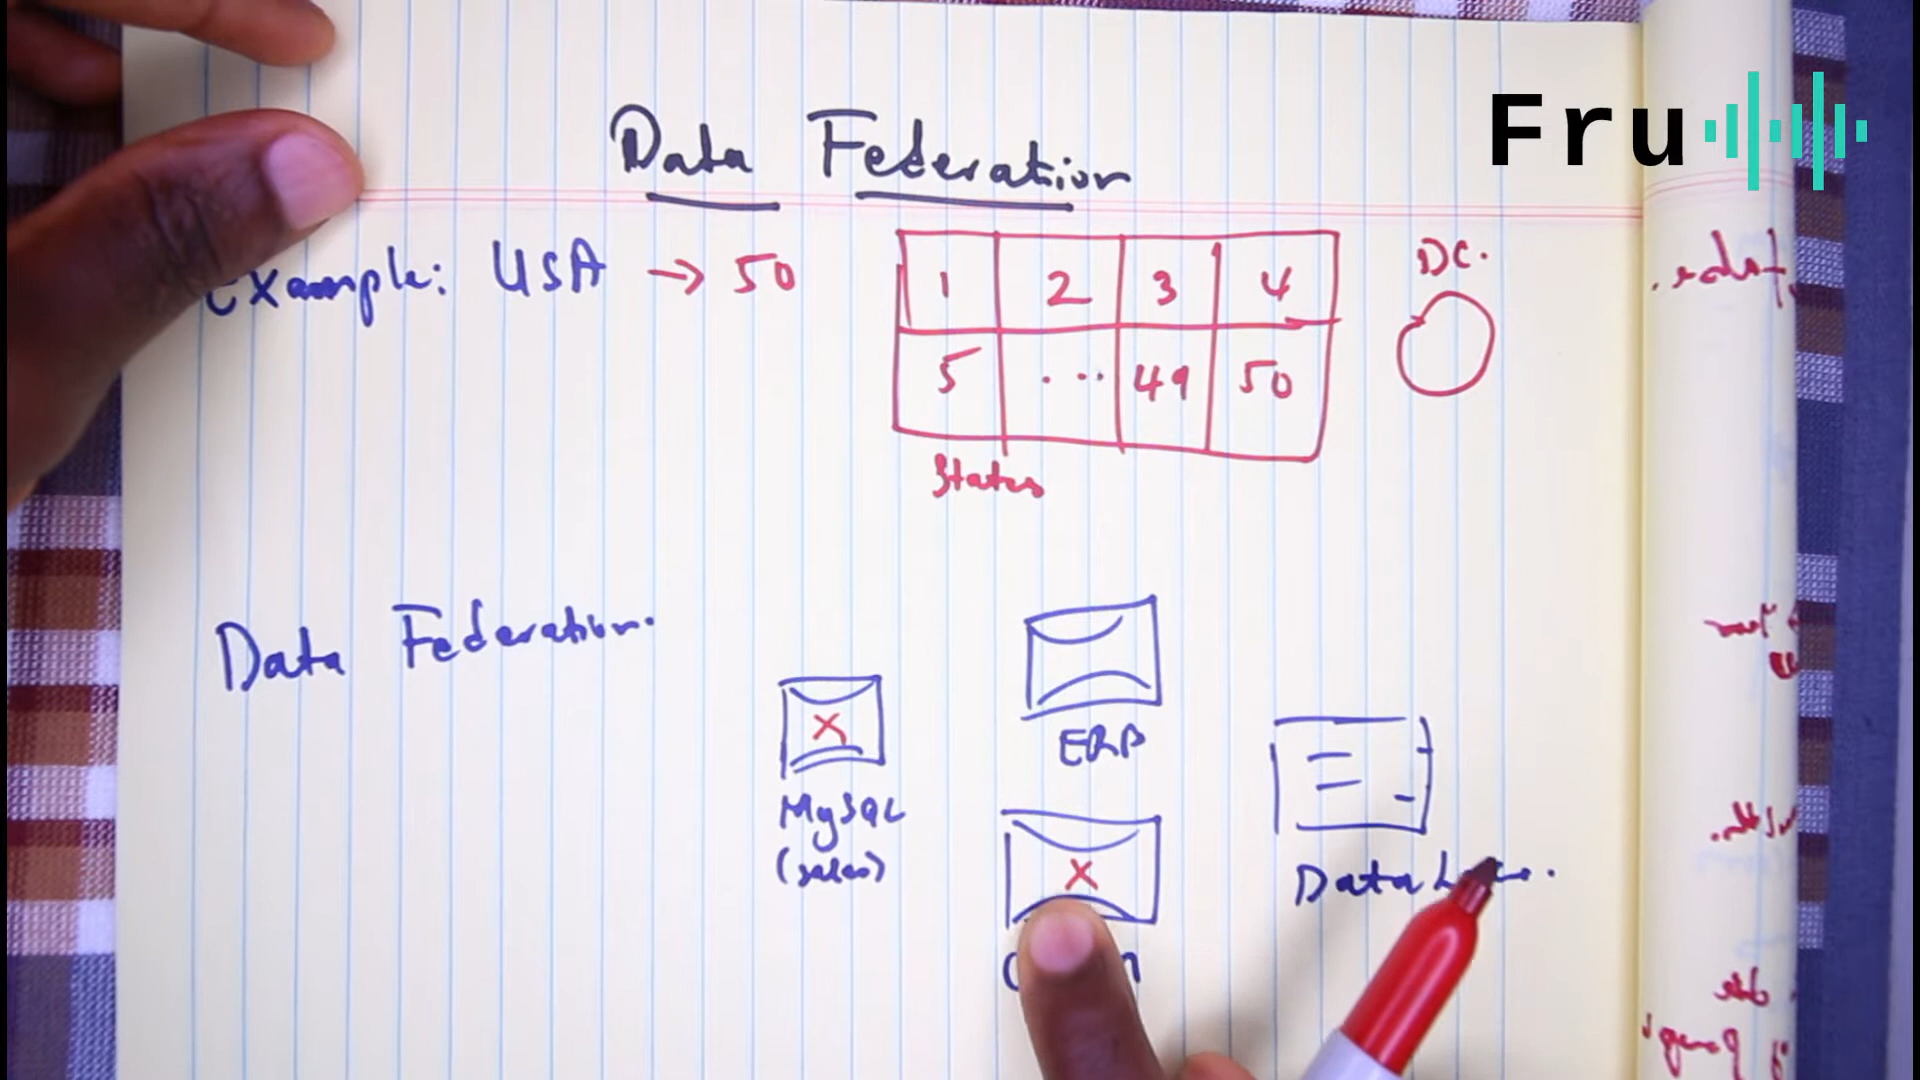 Data Federation
Fru
Example: USA → 50
1 2 3 4
5 ... 49 50
States
DC.
Data Federation.
ERP
MySQL
(sales)
Data